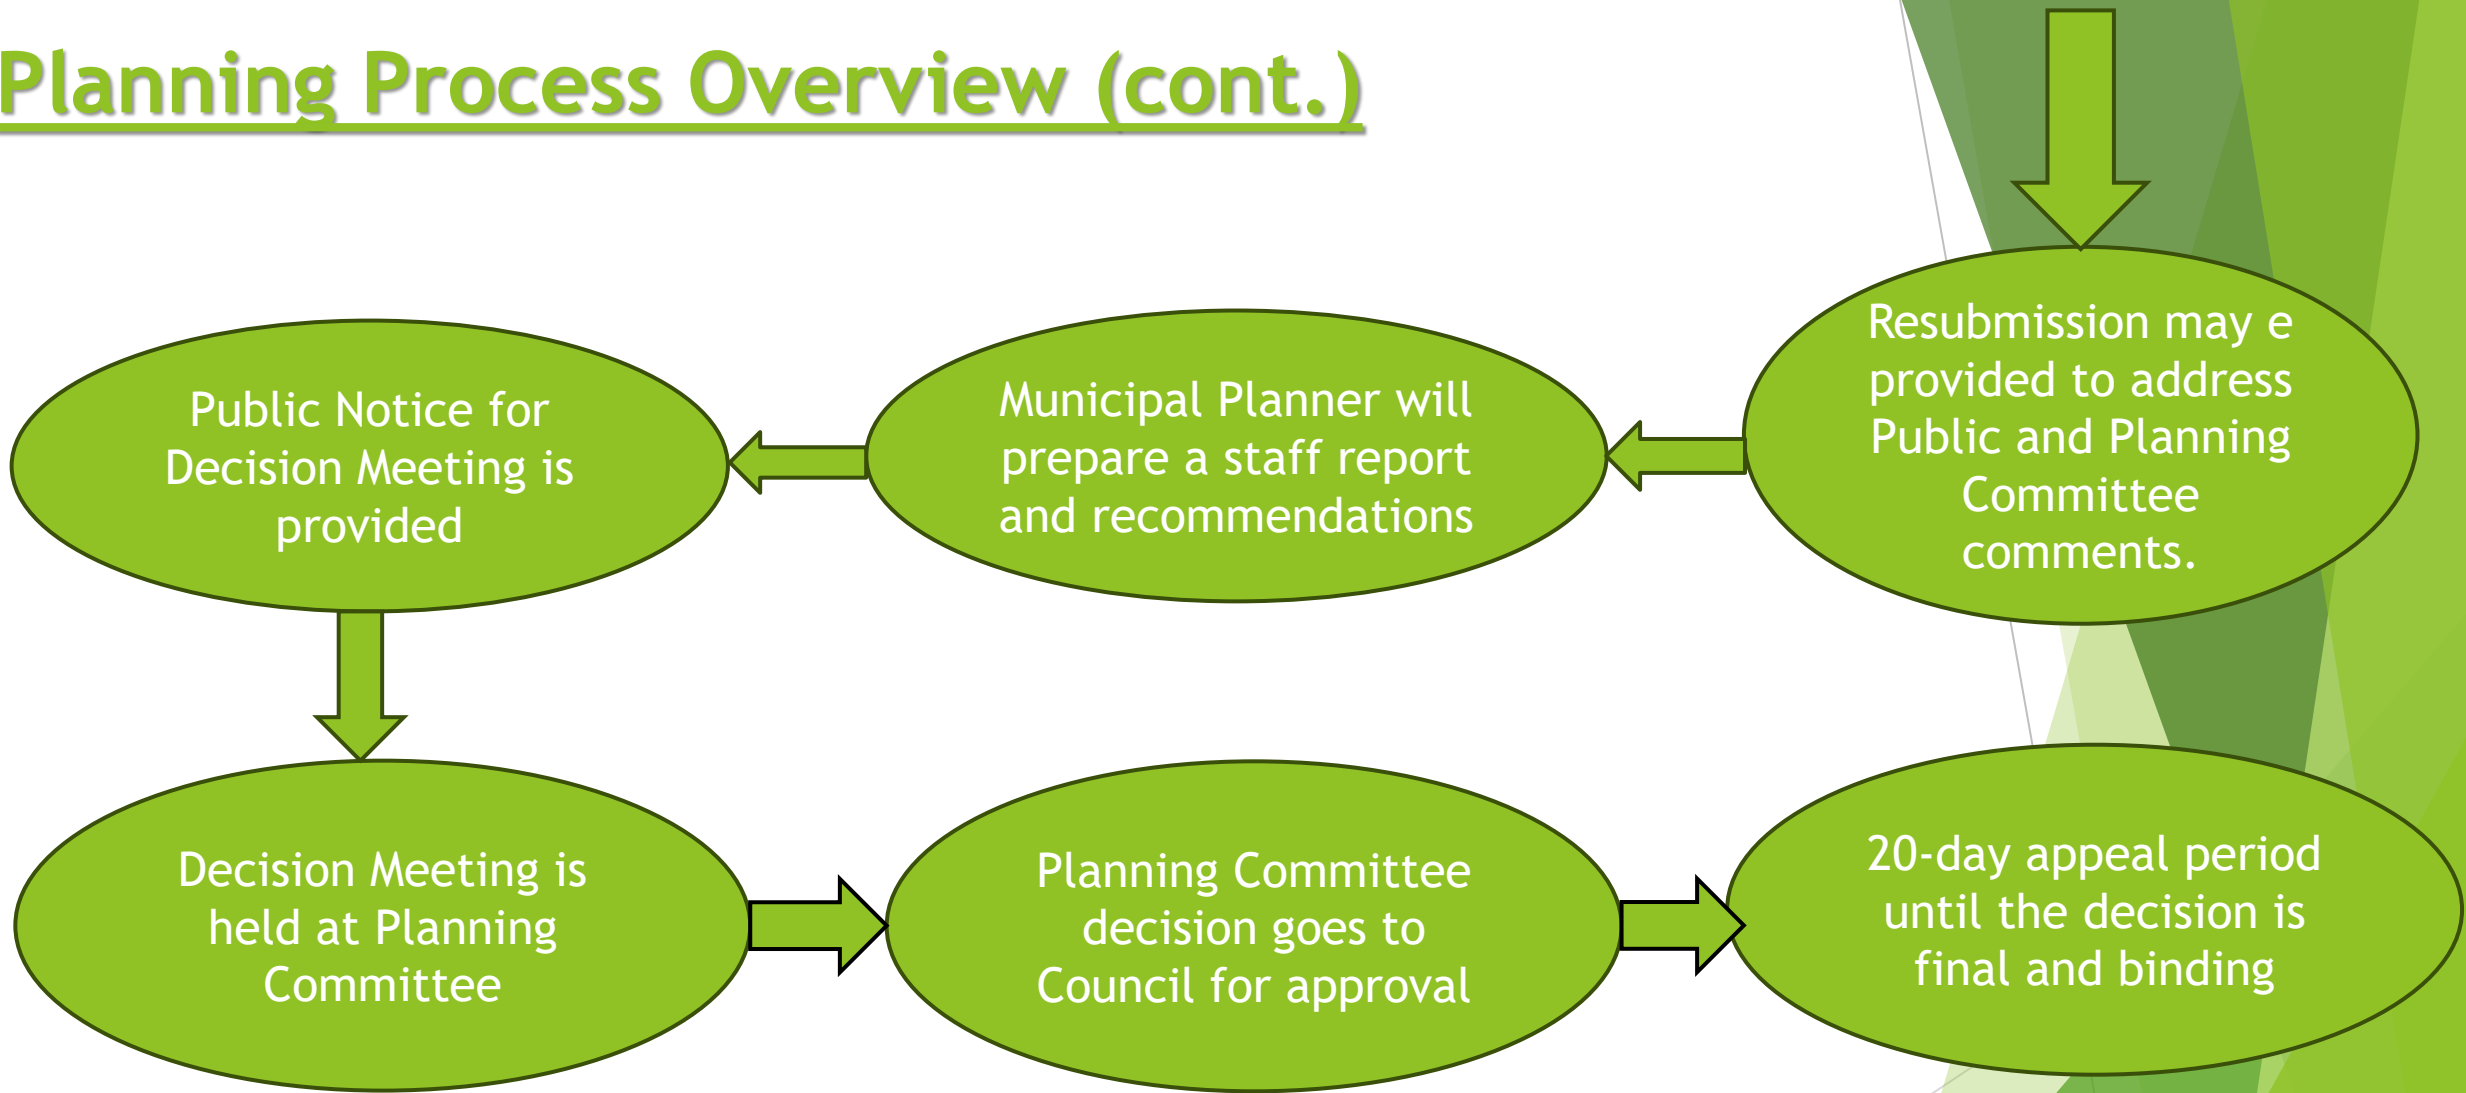 Planning Process Overview (cont.)
Resubmission may e
provided to address
Public and Planning
Committee
comments.
Municipal Planner will
prepare a staff report
and recommendations
Public Notice for
Decision Meeting is
provided
Decision Meeting is
held at Planning
Committee
Planning Committee
decision goes to
Council for approval
20-day appeal period
until the decision is
final and binding